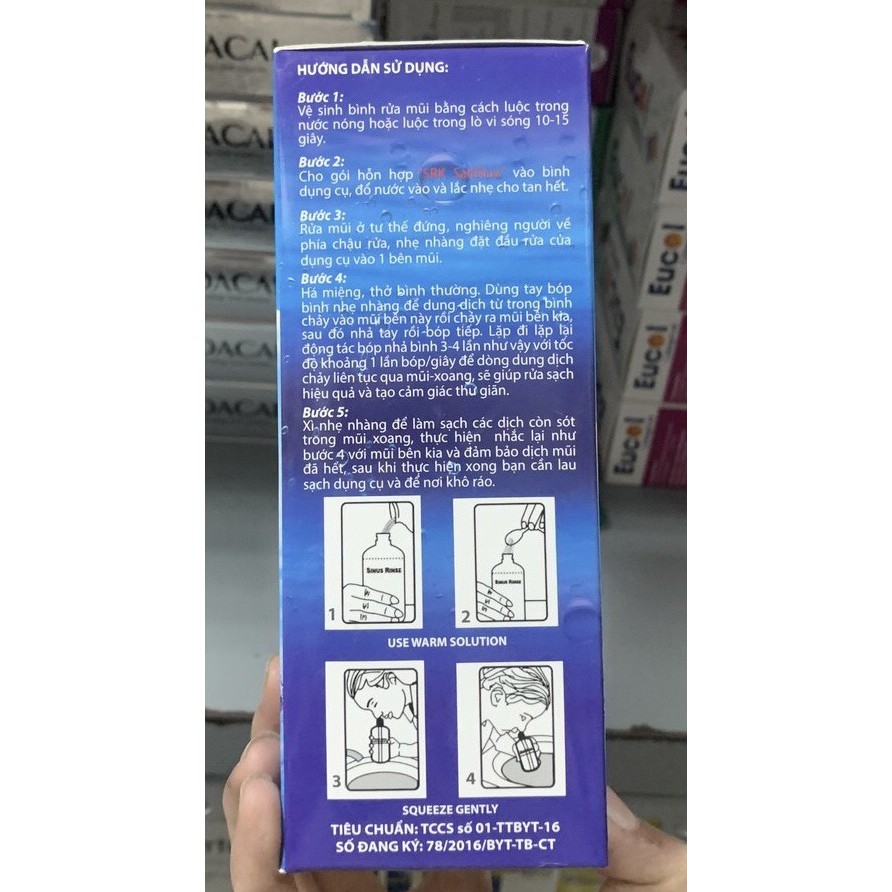 HƯỚNG DẪN SỬ DỤNG:
Bước 1:
Vệ sinh bình rửa mũi bằng cách luộc trong
nước nóng hoặc luộc trong lò vi sóng 10-15
giây.
Bước 2:
Cho gói hỗn hợp "SRK Salimax" vào bình
dụng cụ, đổ nước vào và lắc nhẹ cho tan hết.
Bước 3:
Rửa mũi ở tư thế đứng, nghiêng người về
phía chậu rửa, nhẹ nhàng đặt đầu rửa của
dụng cụ vào 1 bên mũi.
Bước 4:
Há miệng, thở bình thường. Dùng tay bóp
bình nhẹ nhàng để dung dịch từ trong bình
chảy vào mũi bên này rồi chảy ra mũi bên kia,
sau đó nhả tay rồi bóp tiếp. Lặp đi lặp lại
động tác bóp nhả bình 3-4 lần như vậy với tốc
độ khoảng 1 lần bóp/giây để dòng dung dịch
chảy liên tục qua mũi-xoang, sẽ giúp rửa sạch
hiệu quả và tạo cảm giác thư giãn.
Bước 5:
Xì nhẹ nhàng để làm sạch các dịch còn sót
trong mũi xoang, thực hiện nhắc lại như
bước 4 với mũi bên kia và đảm bảo dịch mũi
đã hết, sau khi thực hiện xong bạn cần lau
sạch dụng cụ và để nơi khô ráo.
SINUS RINSE
1
SINUS RINSE
2
USE WARM SOLUTION
3
4
SQUEEZE GENTLY
TIÊU CHUẨN: TCCS số 01-TTBYT-16
SỐ ĐANG KÝ: 78/2016/BYT-TB-CT
Eucol
Eucol
Eucol